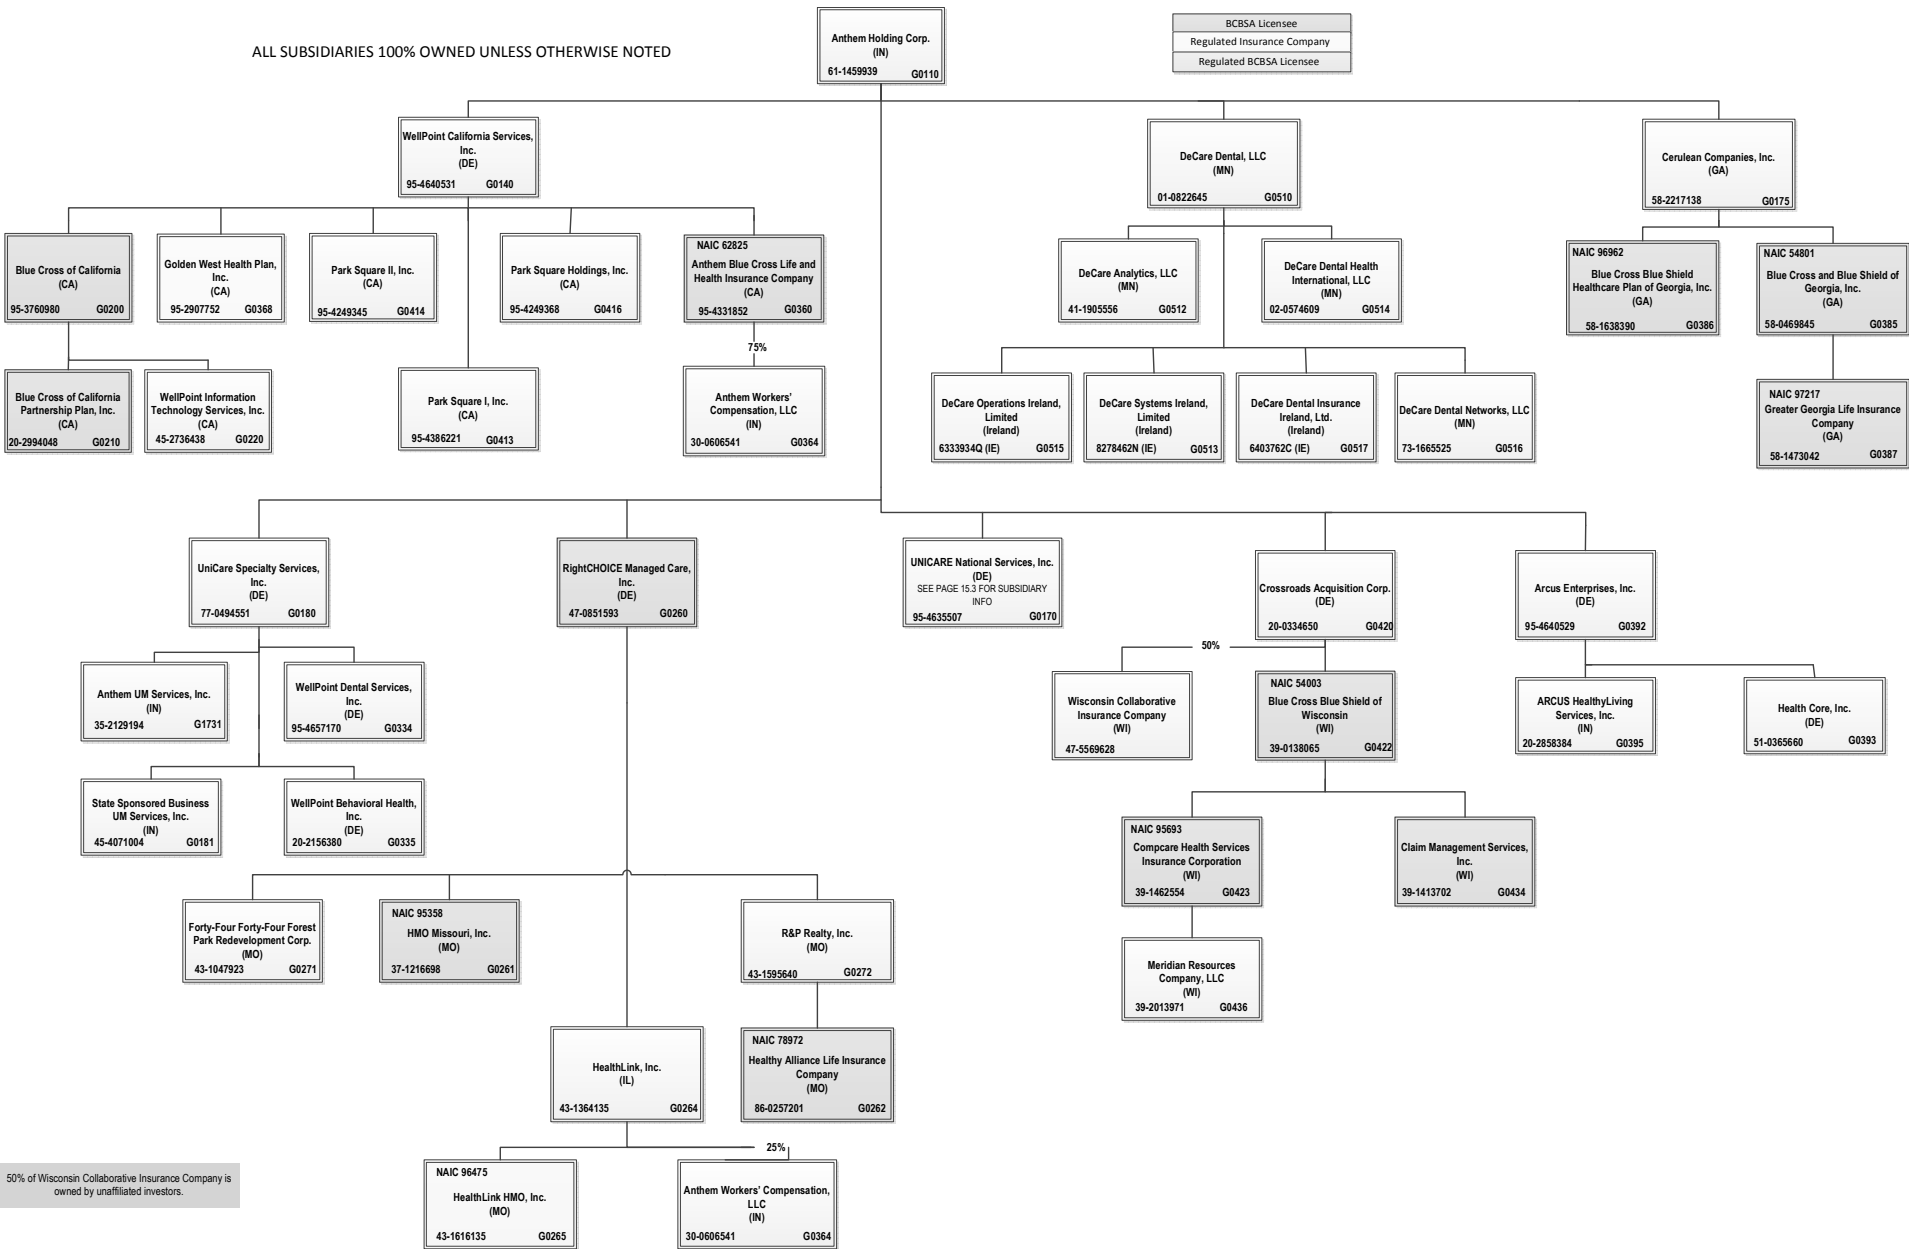 ALL SUBSIDIARIES 100% OWNED UNLESS OTHERWISE NOTED
Anthem Holding Corp.
(IN)
61-1459939 G0110
BCBSA Licensee
Regulated Insurance Company
Regulated BCBSA Licensee
WellPoint California Services,
Inc.
(DE)
95-4640531 G0140
DeCare Dental, LLC
(MN)
01-0822645 G0510
Cerulean Companies, Inc.
(GA)
58-2217138 G0175
Blue Cross of California
(CA)
95-3760980 G0200
Golden West Health Plan,
Inc.
(CA)
95-2907752 G0368
Park Square II, Inc.
(CA)
95-4249345 G0414
Park Square Holdings, Inc.
(CA)
95-4249368 G0416
NAIC 62825
Anthem Blue Cross Life and
Health Insurance Company
(CA)
95-4331852 G0360
DeCare Analytics, LLC
(MN)
41-1905556 G0512
DeCare Dental Health
International, LLC
(MN)
02-0574609 G0514
NAIC 96962
Blue Cross Blue Shield
Healthcare Plan of Georgia, Inc.
(GA)
58-1638390 G0386
NAIC 54801
Blue Cross and Blue Shield of
Georgia, Inc.
(GA)
58-0469845 G0385
75%
Blue Cross of California
Partnership Plan, Inc.
(CA)
20-2994048 G0210
WellPoint Information
Technology Services, Inc.
(CA)
45-2736438 G0220
Park Square I, Inc.
(CA)
95-4386221 G0413
Anthem Workers'
Compensation, LLC
(IN)
30-0606541 G0364
DeCare Operations Ireland,
Limited
(Ireland)
6333934Q (IE) G0515
DeCare Systems Ireland,
Limited
(Ireland)
8278462N (IE) G0513
DeCare Dental Insurance
Ireland, Ltd.
(Ireland)
6403762C (IE) G0517
DeCare Dental Networks, LLC
(MN)
73-1665525 G0516
NAIC 97217
Greater Georgia Life Insurance
Company
(GA)
58-1473042 G0387
UniCare Specialty Services,
Inc.
(DE)
77-0494551 G0180
RightCHOICE Managed Care,
Inc.
(DE)
47-0851593 G0260
UNICARE National Services, Inc.
(DE)
SEE PAGE 15.3 FOR SUBSIDIARY
INFO
95-4635507 G0170
Crossroads Acquisition Corp.
(DE)
20-0334650 G0420
Arcus Enterprises, Inc.
(DE)
95-4640529 G0392
50%
Anthem UM Services, Inc.
(IN)
35-2129194 G1731
WellPoint Dental Services,
Inc.
(DE)
95-4657170 G0334
Wisconsin Collaborative
Insurance Company
(WI)
47-5569628
NAIC 54003
Blue Cross Blue Shield of
Wisconsin
(WI)
39-0138065 G0422
ARCUS HealthyLiving
Services, Inc.
(IN)
20-2858384 G0395
Health Core, Inc.
(DE)
51-0365660 G0393
State Sponsored Business
UM Services, Inc.
(IN)
45-4071004 G0181
WellPoint Behavioral Health,
Inc.
(DE)
20-2156380 G0335
NAIC 95693
Compcare Health Services
Insurance Corporation
(WI)
39-1462554 G0423
Claim Management Services,
Inc.
(WI)
39-1413702 G0434
Forty-Four Forty-Four Forest
Park Redevelopment Corp.
(MO)
43-1047923 G0271
NAIC 95358
HMO Missouri, Inc.
(MO)
37-1216698 G0261
R&P Realty, Inc.
(MO)
43-1595640 G0272
Meridian Resources
Company, LLC
(WI)
39-2013971 G0436
HealthLink, Inc.
(IL)
43-1364135 G0264
NAIC 78972
Healthy Alliance Life Insurance
Company
(MO)
86-0257201 G0262
25%
50% of Wisconsin Collaborative Insurance Company is
owned by unaffiliated investors.
NAIC 96475
HealthLink HMO, Inc.
(MO)
43-1616135 G0265
Anthem Workers' Compensation,
LLC
(IN)
30-0606541 G0364